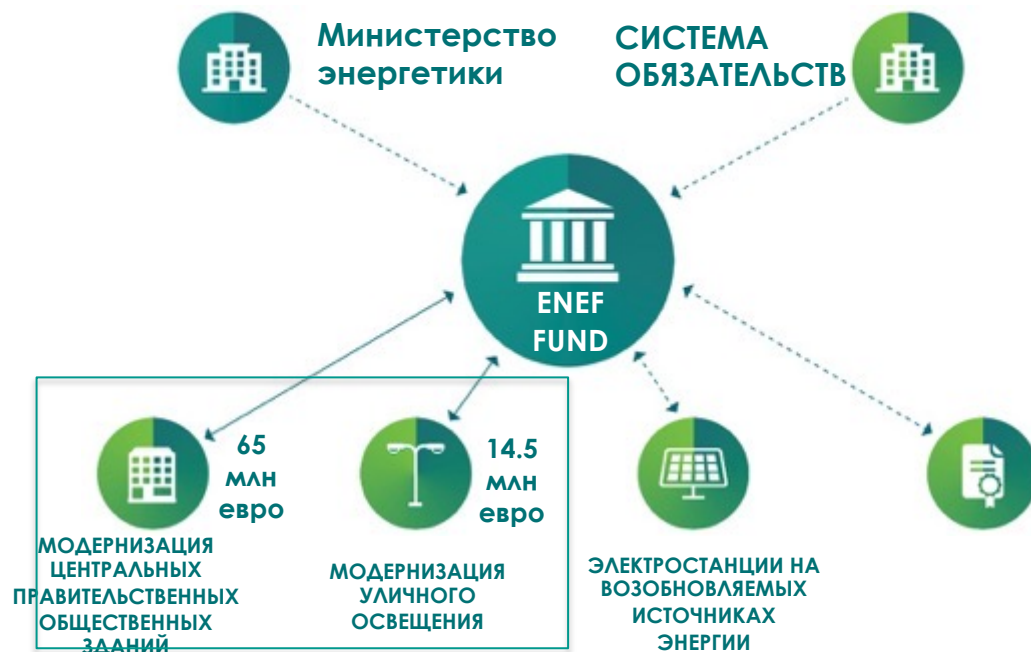 Министерство
энергетики
СИСТЕМА
ОБЯЗАТЕЛЬСТВ
ENEF
FUND
65
млн
евро
14.5
млн
евро
МОДЕРНИЗАЦИЯ
ЦЕНТРАЛЬНЫХ
ПРАВИТЕЛЬСТВЕННЫХ
ОБЩЕСТВЕННЫХ
ЗДАНИЙ
МОДЕРНИЗАЦИЯ
УЛИЧНОГО
ОСВЕЩЕНИЯ
ЭЛЕКТРОСТАНЦИИ НА
ВОЗОБНОВЛЯЕМЫХ
ИСТОЧНИКАХ
ЭНЕРГИИ